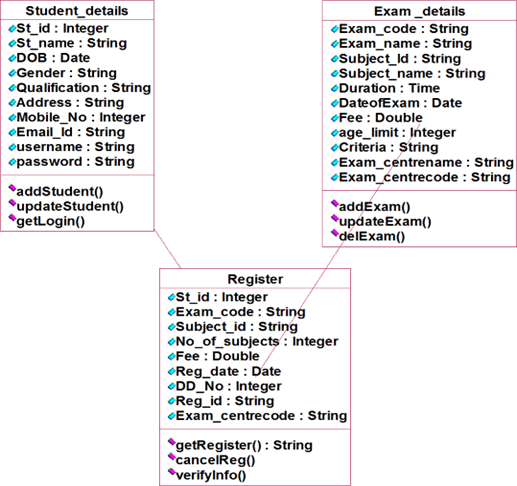 Student_details
St_id : Integer
St_name : String
DOB : Date
Gender : String
Qualification : String
Address : String
Mobile_No : Integer
Email_Id : String
username : String
password : String
addStudent()
updateStudent()
getLogin()
Exam _details
Exam_code : String
Exam_name : String
Subject_Id : String
Subject_name : String
Duration : Time
DateofExam : Date
Fee : Double
age_limit : Integer
Criteria : String
Exam_centrename : String
Exam_centrecode : String
addExam()
updateExam()
delExam()
Register
St_id : Integer
Exam_code : String
Subject_id : String
No_of_subjects : Integer
Fee : Double
Reg_date : Date
DD_No : Integer
Reg_id : String
Exam_centrecode : String
getRegister() : String
cancelReg()
verifyInfo()